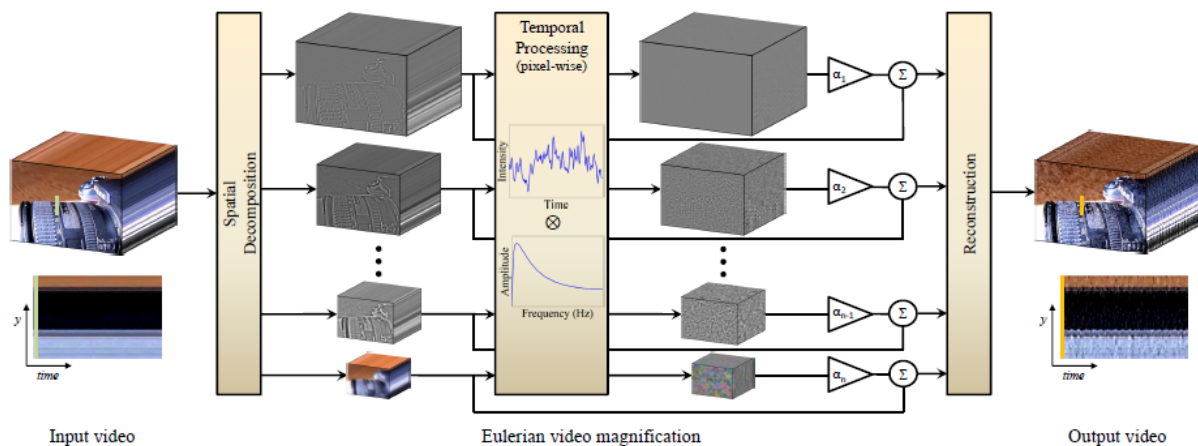 Temporal
Processing
(pixel-wise)
Spatial
Decomposition
Intensity
Time
⊗
Amplitude
Frequency (Hz)
α1
Σ
α2
Σ
αn-1
Σ
αn
Σ
Reconstruction
y
time
y
time
Input video
Eulerian video magnification
Output video